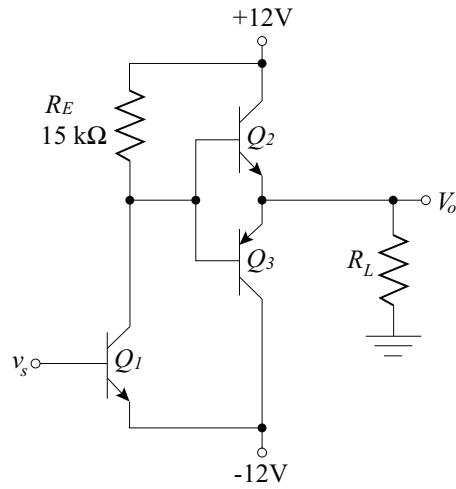 +12V
R_E
15 kΩ
Q_2
V_o
Q_3
R_L
Q_1
v_s
-12V